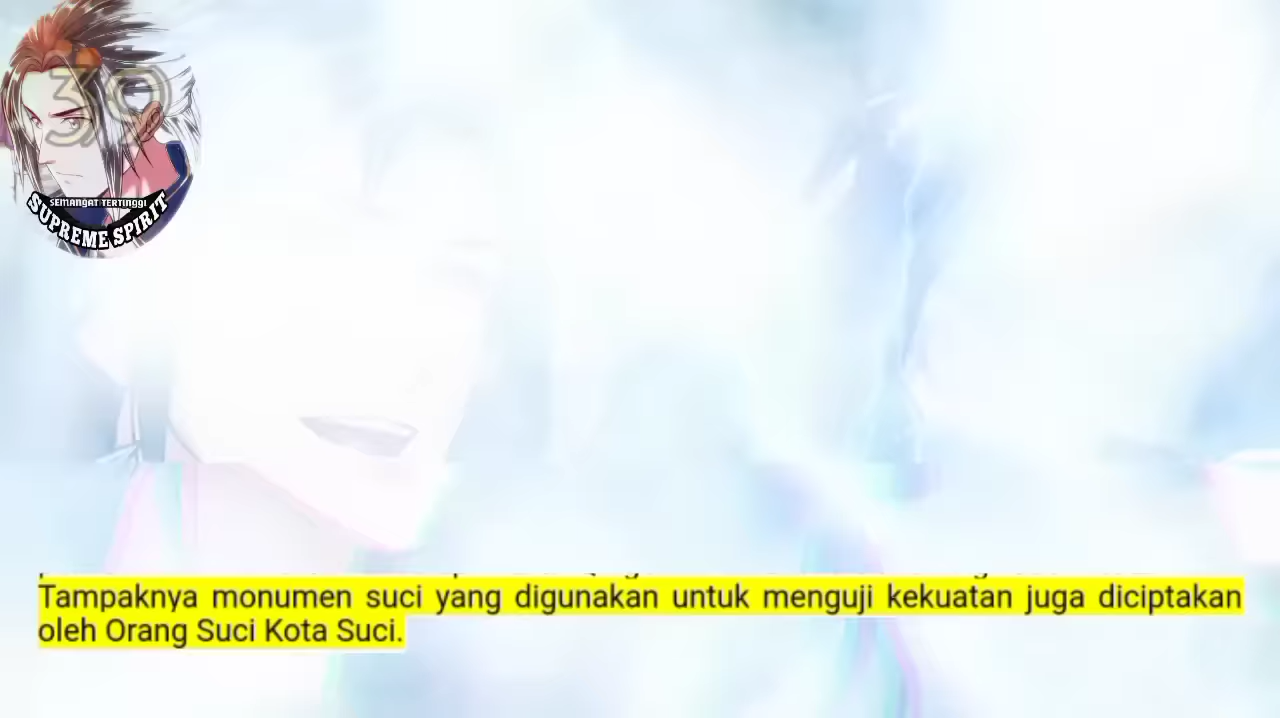 39
SEMANGAT TERTINGGI
SUPREME SPIRIT
Tampaknya monumen suci yang digunakan untuk menguji kekuatan juga diciptakan
oleh Orang Suci Kota Suci.